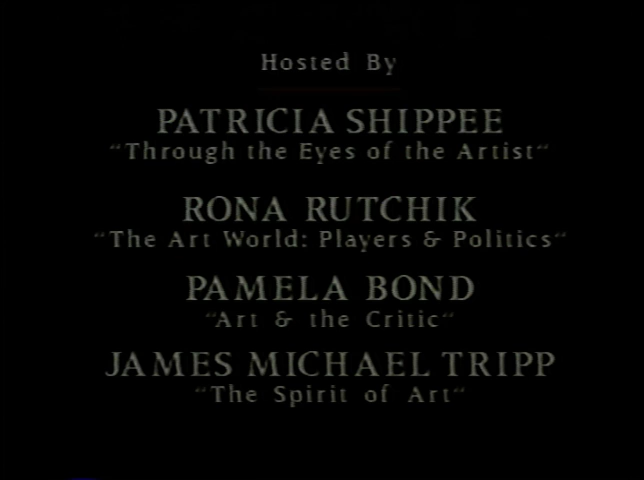 Hosted By
PATRICIA SHIPPEE
"Through the Eyes of the Artist"
RONA RUTCHIK
"The Art World: Players & Politics"
PAMELA BOND
"Art & the Critic"
JAMES MICHAEL TRIPP
"The Spirit of Art"